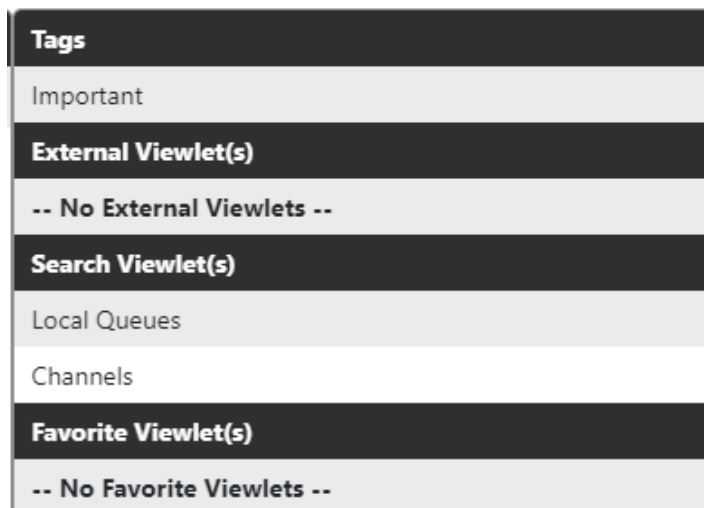 Tags
Important
External Viewlet(s)
-- No External Viewlets --
Search Viewlet(s)
Local Queues
Channels
Favorite Viewlet(s)
-- No Favorite Viewlets --